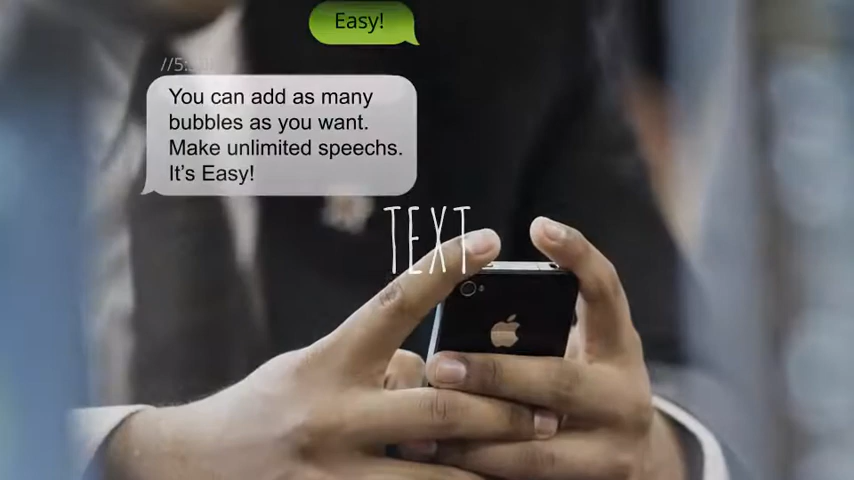 Easy!
You can add as many
bubbles as you want.
Make unlimited speechs.
It's Easy!
TEXT